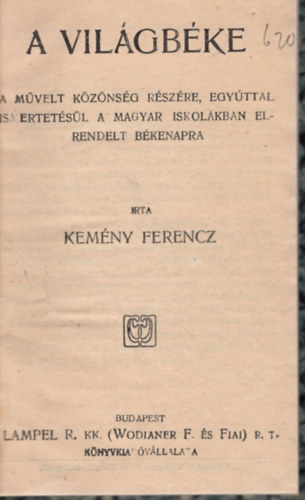 A VILÁGBÉKE
620
A MŰVELT KÖZÖNSÉG RÉSZÉRE, EGYÚTTAL
ISMERTETÉSÜL A MAGYAR ISKOLÁKBAN EL-
RENDELT BÉKENAPRA
IRTA
KEMÉNY FERENCZ
BUDAPEST
LAMPEL R. KK. (WODIANER F. ÉS FIAI) R. T.
KÖNYVKIADÓVÁLLALATA